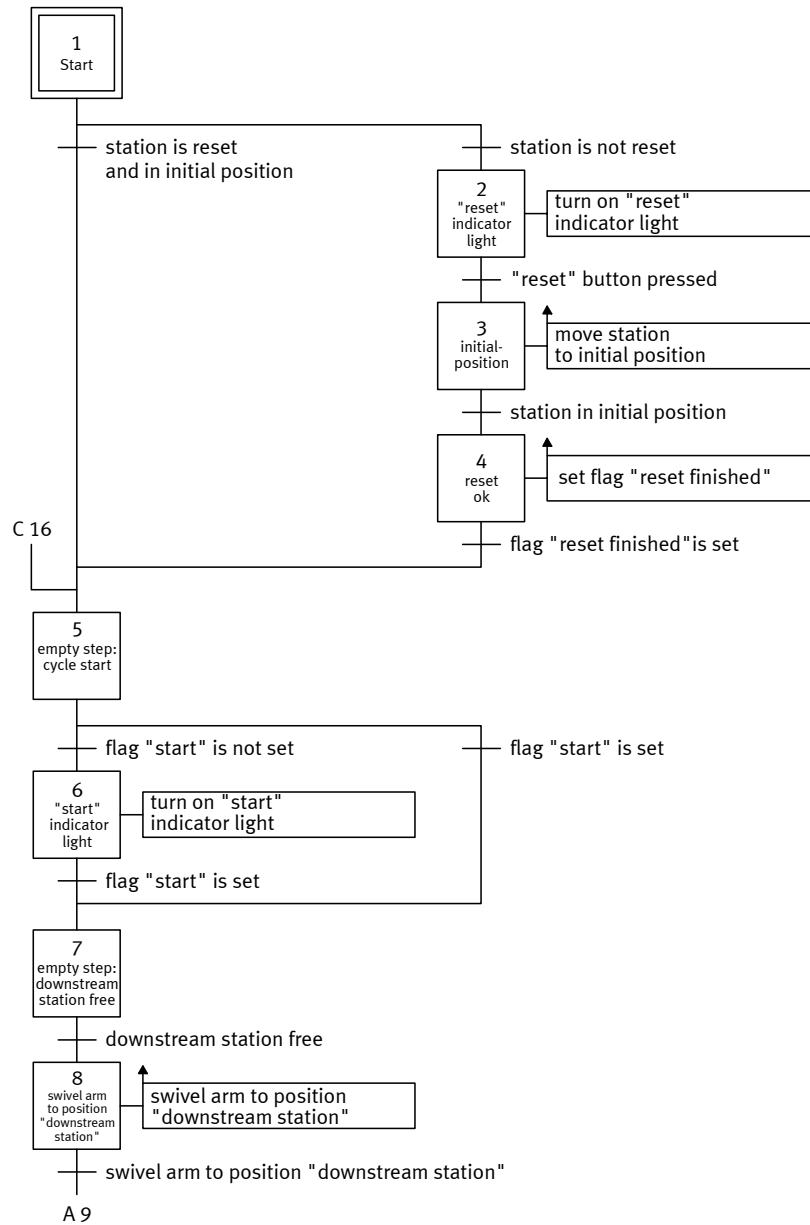 1
Start
station is reset
and in initial position
station is not reset
2
"reset"
indicator
light
turn on "reset"
indicator light
"reset" button pressed
3
initial-
position
move station
to initial position
station in initial position
4
reset
ok
set flag "reset finished"
C 16
flag "reset finished"is set
5
empty step:
cycle start
flag "start" is not set
flag "start" is set
6
"start"
indicator
light
turn on "start"
indicator light
flag "start" is set
7
empty step:
downstream
station free
downstream station free
8
swivel arm
to position
"downstream
station"
swivel arm to position
"downstream station"
swivel arm to position "downstream station"
A 9